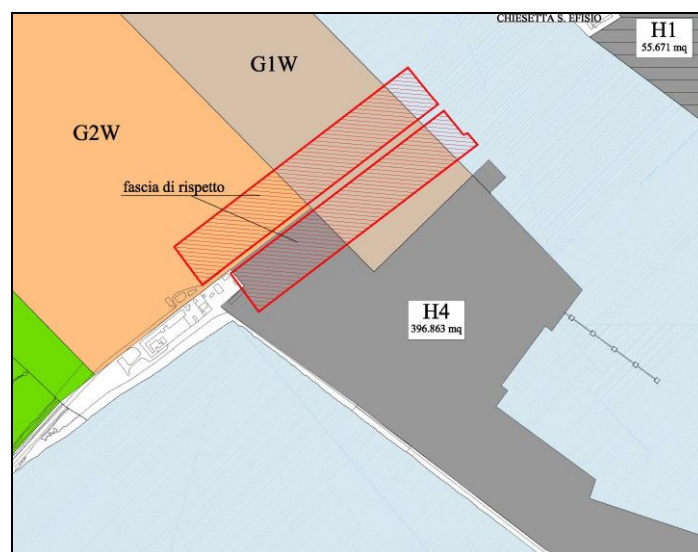 CHIESETTA S. EFISIO
H1
55.671 mq
G1W
G2W
fascia di rispetto
H4
396.863 mq